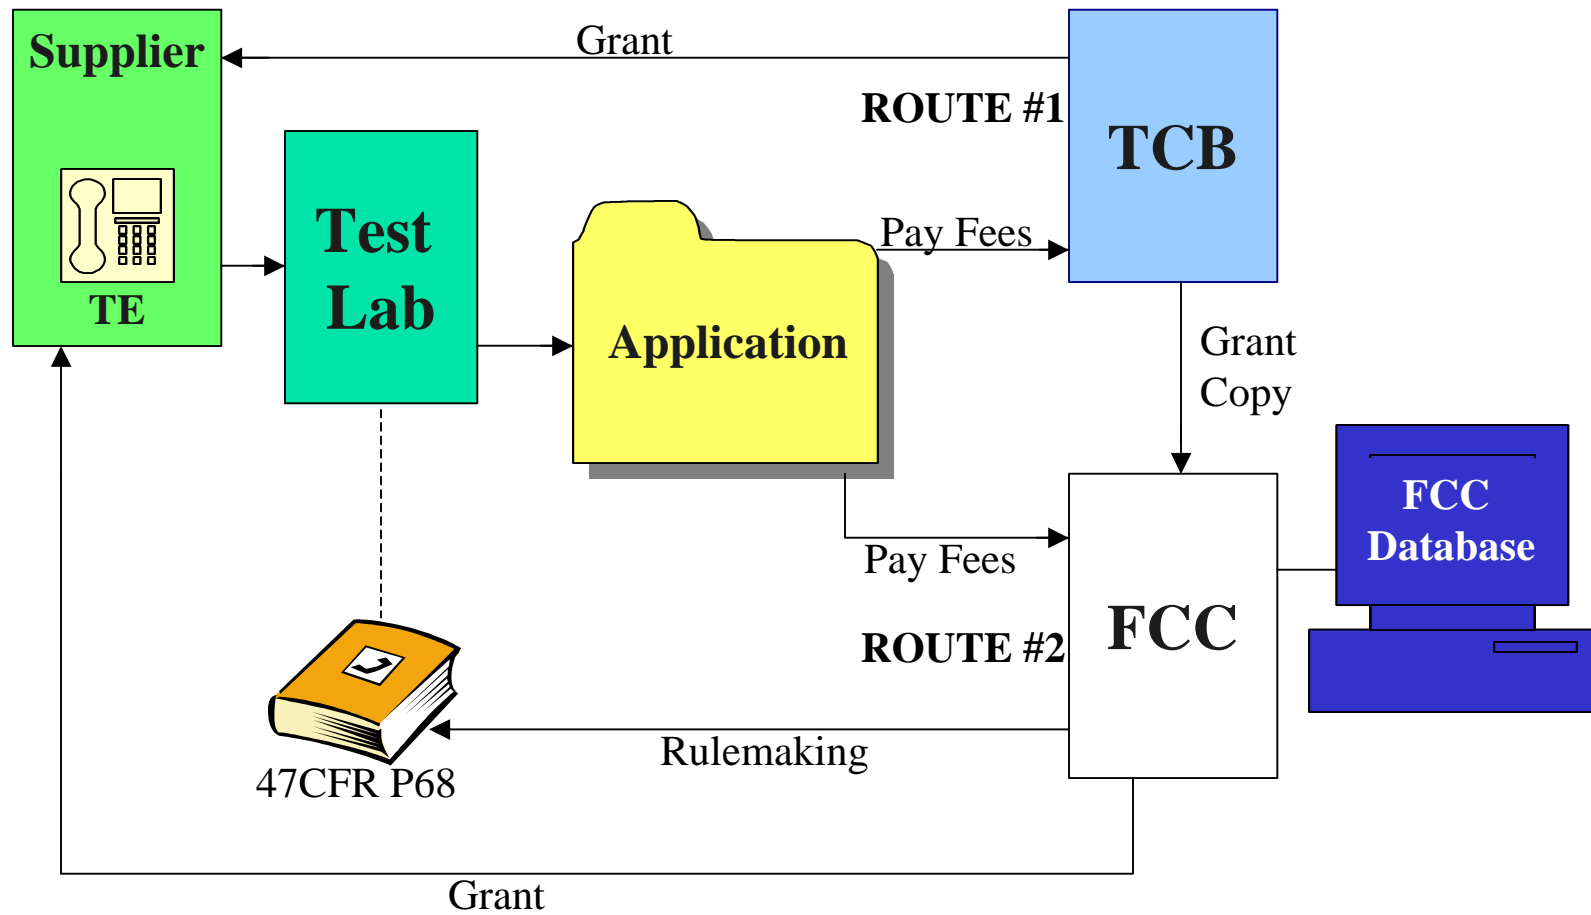 Supplier
Grant
ROUTE #1
TCB
Test
Lab
Pay Fees
TE
Application
Grant
Copy
FCC
Database
Pay Fees
FCC
ROUTE #2
Rulemaking
47CFR P68
Grant